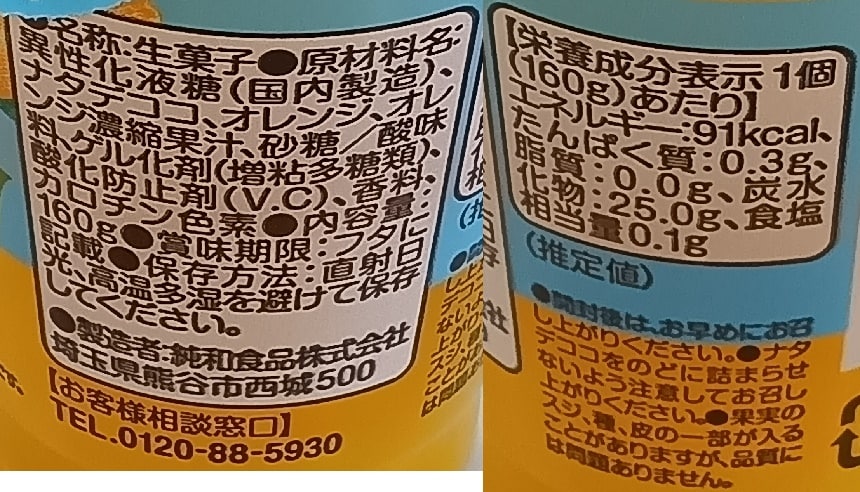 ●名称:生菓子●原材料名:
異性化液糖(国内製造)、
ナタデココ、オレンジ、オレ
ンジ濃縮果汁、砂糖/酸味
料、ゲル化剤(増粘多糖類)、
酸化防止剤(V.C)、香料、
カロチン色素●内容量:
160g●賞味期限:フタに
記載●保存方法:直射日
光、高温多湿を避けて保存
してください。
●製造者:純和食品株式会社
埼玉県熊谷市西城500
【お客様相談窓口】
TEL.0120-88-5930
【栄養成分表示1個
(160g)あたり】
エネルギー:91kcal、
たんぱく質:0.3g、
脂質:0.0g、炭水
化物:25.0g、食塩
相当量0.1g
(推定値)
●開封後は、お早めにお召
し上がりください。●ナタ
デココをのどに詰まらせ
ないよう注意してお召し
上がりください。●果実の
スジ、種、皮の一部が入る
ことがありますが、品質に
は問題ありません。